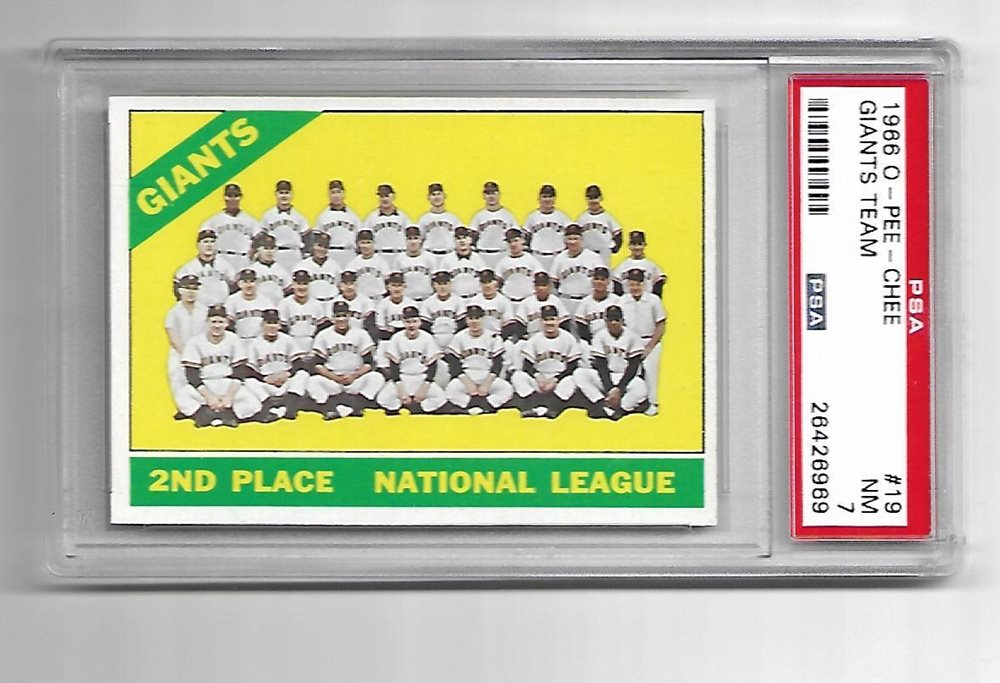 GIANTS
2ND PLACE NATIONAL LEAGUE
PSA
1966 O - PEE - CHEE #19
GIANTS TEAM NM
7
PSA 26426969